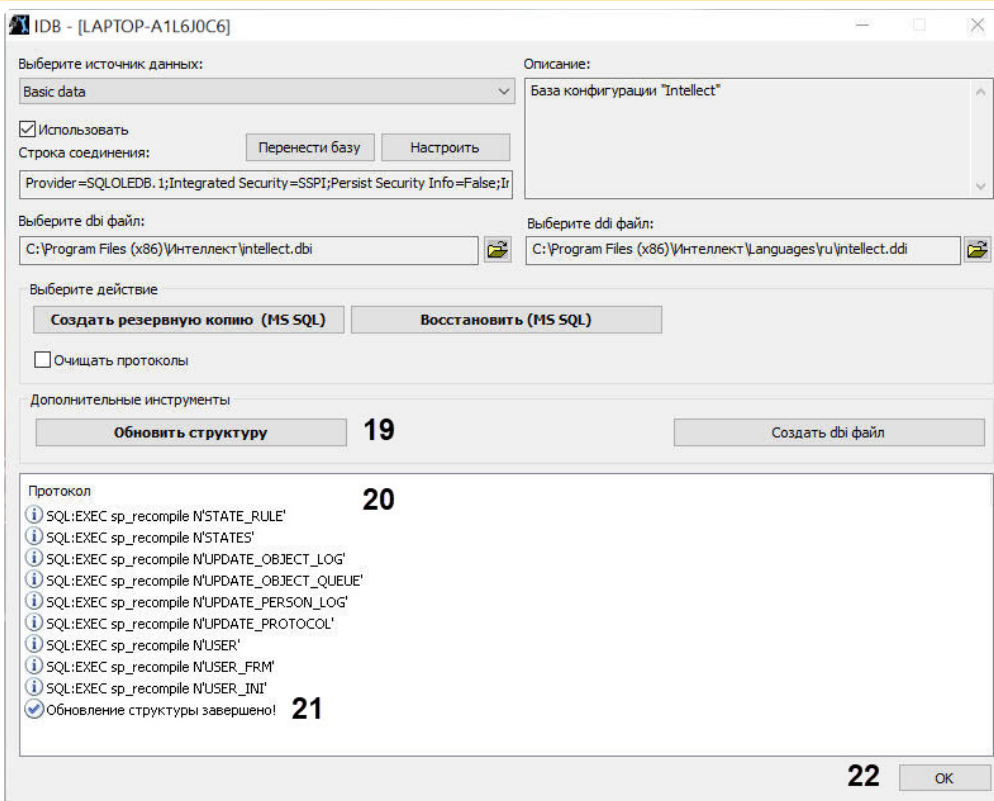 IDB - [LAPTOP-A1L6J0C6]
Выберите источник данных:
Basic data
Описание:
База конфигурации "Intellect"
Использовать
Строка соединения:
Перенести базу
Настроить
Provider=SQLOLEDB.1;Integrated Security=SSPI;Persist Security Info=False;Ir
Выберите dbi файл:
C:\Program Files (x86)\Интеллект\intellect.dbi
Выберите ddi файл:
C:\Program Files (x86)\Интеллект\Languages\ru\intellect.ddi
Выберите действие
Создать резервную копию (MS SQL)
Восстановить (MS SQL)
Очищать протоколы
Дополнительные инструменты
Обновить структуру
19
Создать dbi файл
Протокол
20
SQL:EXEC sp_recompile N'STATE_RULE'
SQL:EXEC sp_recompile N'STATES'
SQL:EXEC sp_recompile N'UPDATE_OBJECT_LOG'
SQL:EXEC sp_recompile N'UPDATE_OBJECT_QUEUE'
SQL:EXEC sp_recompile N'UPDATE_PERSON_LOG'
SQL:EXEC sp_recompile N'UPDATE_PROTOCOL'
SQL:EXEC sp_recompile N'USER'
SQL:EXEC sp_recompile N'USER_FRM'
SQL:EXEC sp_recompile N'USER_INI'
Обновление структуры завершено!
21
22
OK